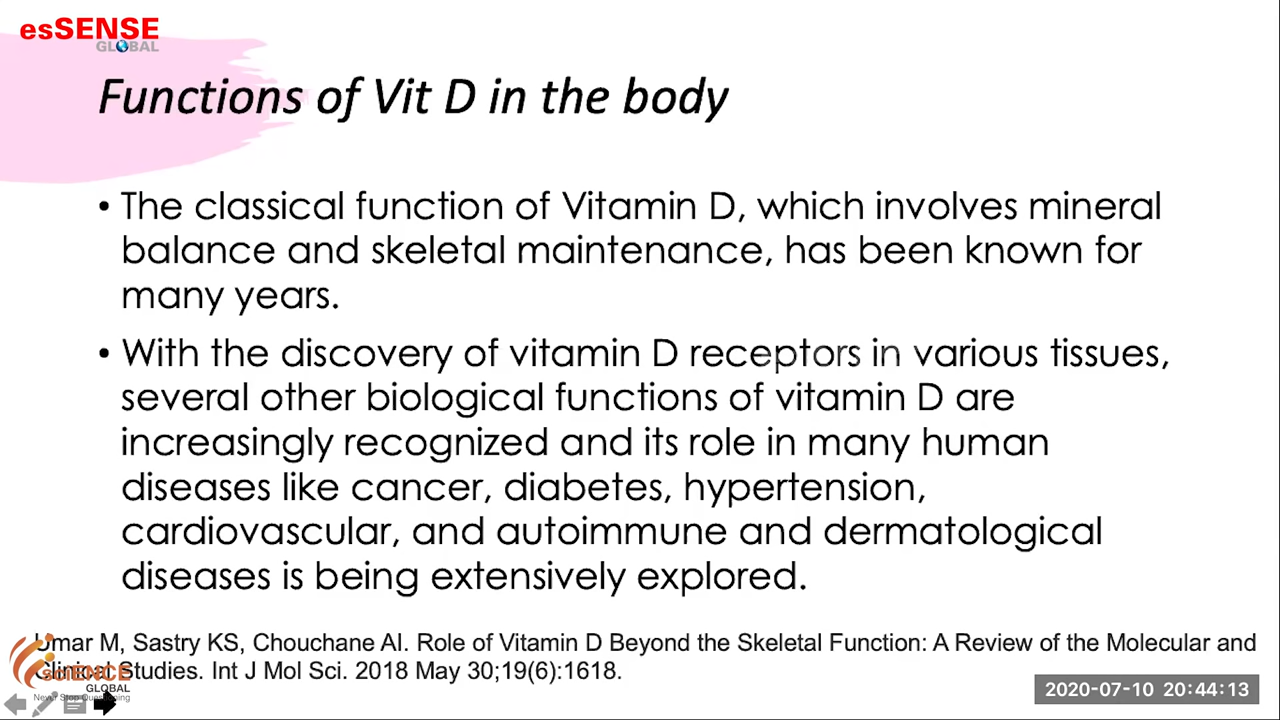 esSENSE
GLOBAL
Functions of Vit D in the body
• The classical function of Vitamin D, which involves mineral
balance and skeletal maintenance, has been known for
many years.
• With the discovery of vitamin D receptors in various tissues,
several other biological functions of vitamin D are
increasingly recognized and its role in many human
diseases like cancer, diabetes, hypertension,
cardiovascular, and autoimmune and dermatological
diseases is being extensively explored.
Umar M, Sastry KS, Chouchane AI. Role of Vitamin D Beyond the Skeletal Function: A Review of the Molecular and
Clinical Studies. Int J Mol Sci. 2018 May 30;19(6):1618.
SCIENCE
GLOBAL
Never Stop Questioning
2020-07-10 20:44:13